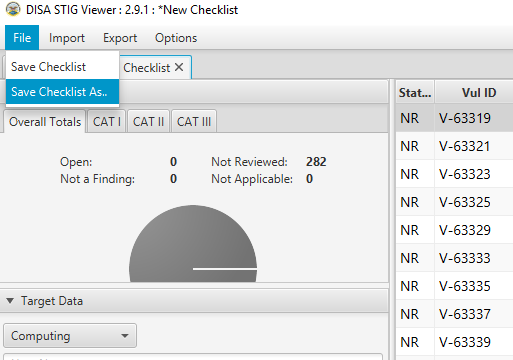 DISA STIG Viewer : 2.9.1 : *New Checklist
File Import Export Options
Save Checklist
Save Checklist As..
Checklist ✕
Overall Totals CAT I CAT II CAT III
Open: 0 Not Reviewed: 282
Not a Finding: 0 Not Applicable: 0
Target Data
Computing
Stat... Vul ID
NR V-63319
NR V-63321
NR V-63323
NR V-63325
NR V-63329
NR V-63333
NR V-63335
NR V-63337
NR V-63339